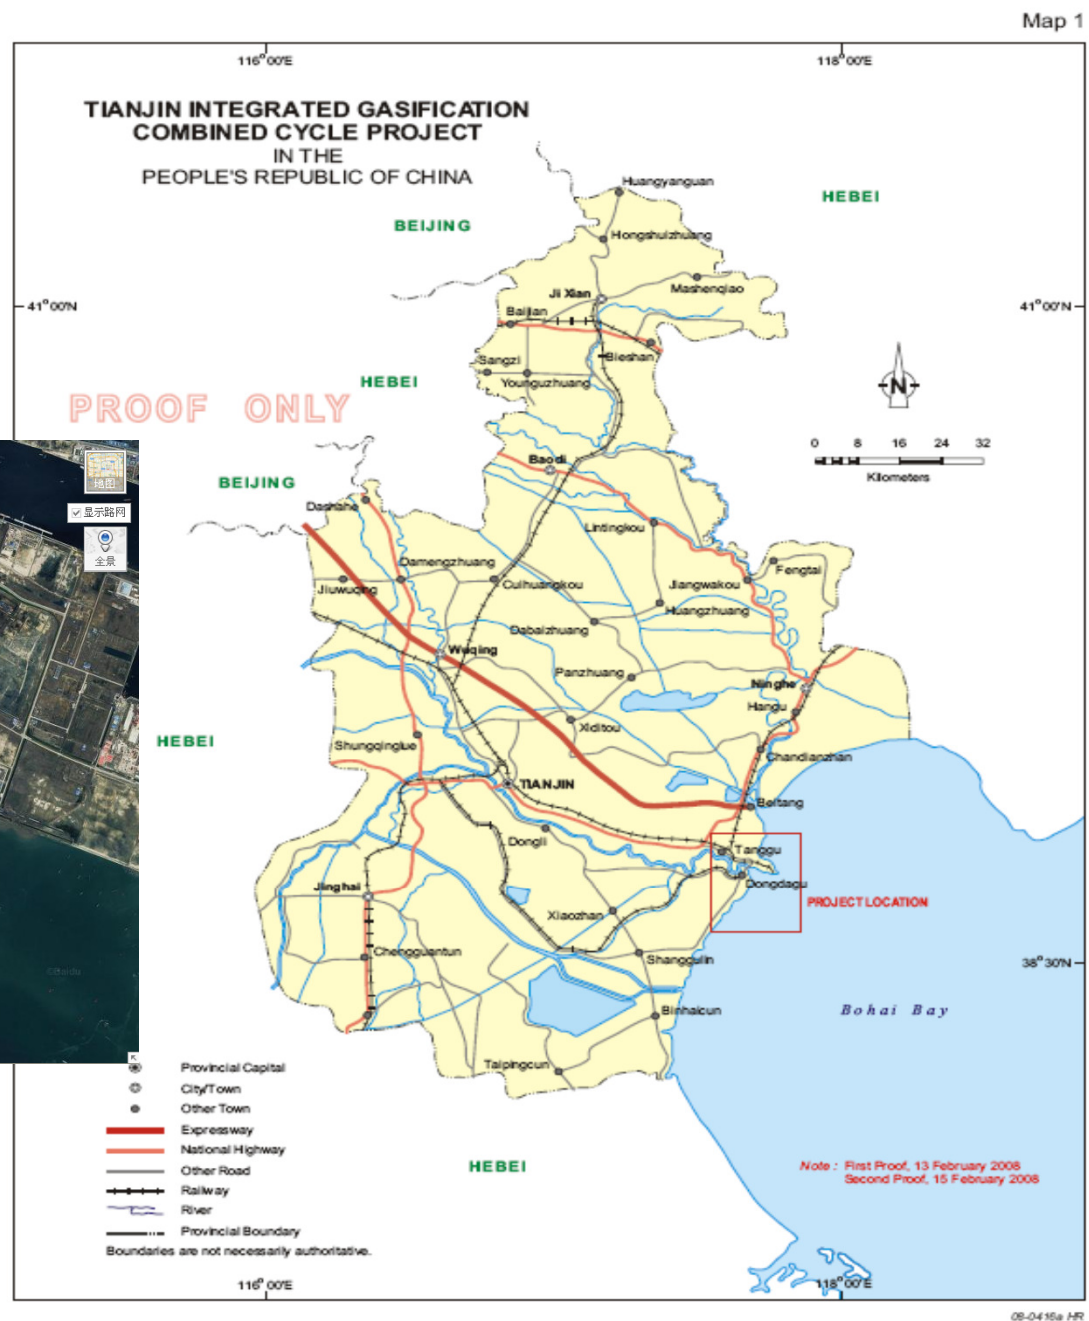 Map 1
116°00'E
118°00'E
TIANJIN INTEGRATED GASIFICATION
COMBINED CYCLE PROJECT
IN THE
PEOPLE'S REPUBLIC OF CHINA
Huangyanguan
HEBEI
BEIJING
Hongshuizhuang
Mashenqiao
Ji Xian
41°00'N
41°00'N
Bailian
Bieshan
Sangzi
HEBEI
Younguzhuang
N
PROOF ONLY
0 8 16 24 32
Kilometers
地图
Baodi
BEIJING
显示路网
Dashahe
Lintingkou
全景
Damengzhuang
Fengtai
Jiuwuqing
Cuihuangkou
Jiangwakou
Huangzhuang
Dabaizhuang
Wuqing
Panzhuang
Ninghe
Hangu
Xiditou
HEBEI
Shungqinglue
Chandianzhan
TIANJIN
Beitang
Dongli
Tanggu
Dongdagu
Jinghai
PROJECT LOCATION
Xiaozhan
Chengguantun
Shanggulin
38°30'N
©Baidu
Binhaicun
Bohai Bay
Taipingcun
Provincial Capital
City/Town
Other Town
Expressway
National Highway
Other Road
Railway
River
Provincial Boundary
Boundaries are not necessarily authoritative.
HEBEI
Note : First Proof, 13 February 2008
Second Proof, 15 February 2008
116°00'E
118°00'E
08-0416a HR